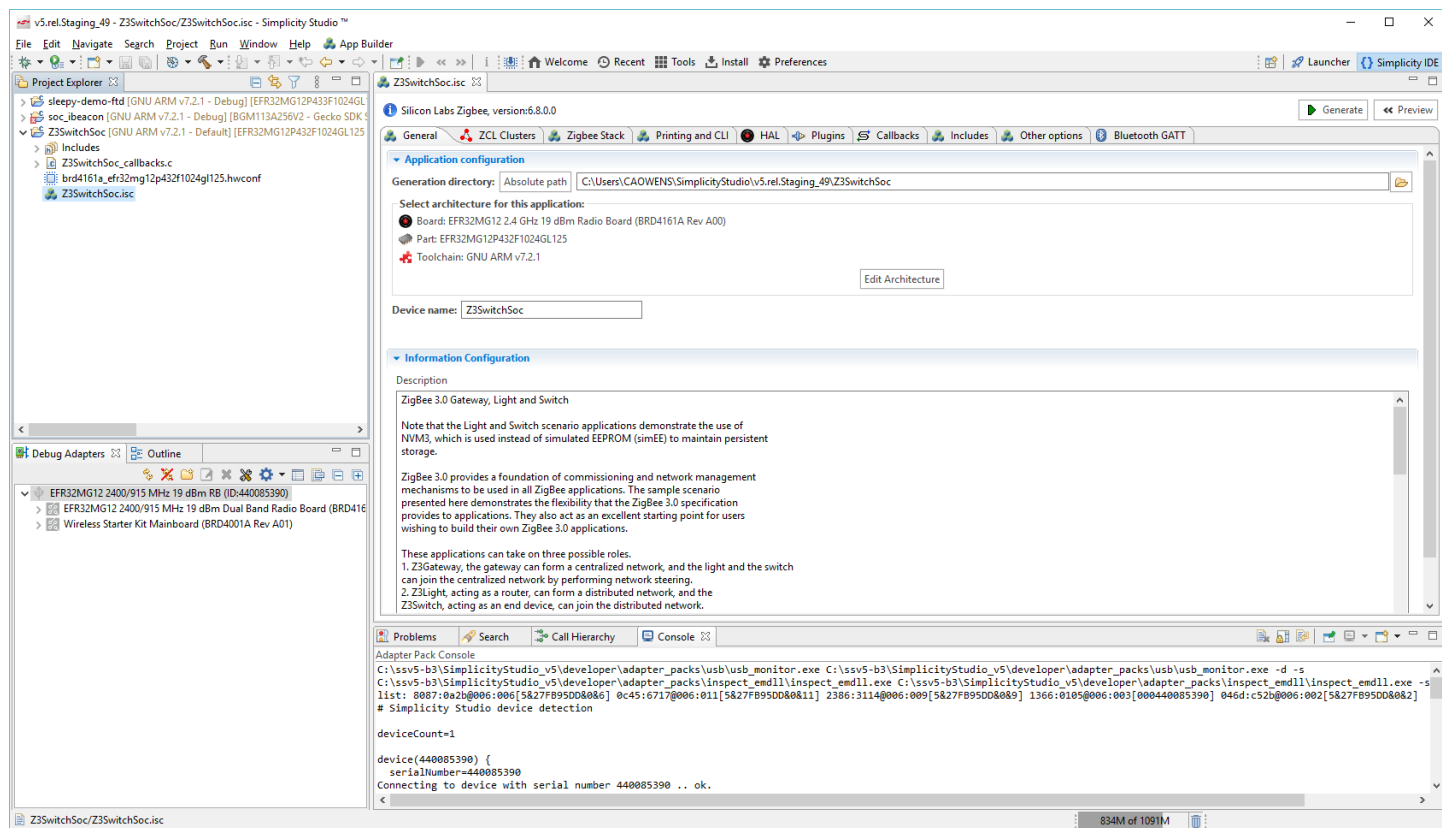 v5.rel.Staging_49 - Z3SwitchSoc/Z3SwitchSoc.isc - Simplicity Studio ™
File Edit Navigate Search Project Run Window Help App Builder
Welcome Recent Tools Install Preferences
Launcher {} Simplicity IDE
Project Explorer
sleepy-demo-ftd [GNU ARM v7.2.1 - Debug] [EFR32MG12P433F1024GL
soc_ibeacon [GNU ARM v7.2.1 - Debug] [BGM113A256V2 - Gecko SDK S
Z3SwitchSoc [GNU ARM v7.2.1 - Default] [EFR32MG12P432F1024GL125
Includes
Z3SwitchSoc_callbacks.c
brd4161a_efr32mg12p432f1024gl125.hwconf
Z3SwitchSoc.isc
Debug Adapters Outline
EFR32MG12 2400/915 MHz 19 dBm RB (ID:440085390)
EFR32MG12 2400/915 MHz 19 dBm Dual Band Radio Board (BRD416
Wireless Starter Kit Mainboard (BRD4001A Rev A01)
Z3SwitchSoc.isc
Silicon Labs Zigbee, version:6.8.0.0
Generate Preview
General ZCL Clusters Zigbee Stack Printing and CLI HAL Plugins Callbacks Includes Other options Bluetooth GATT
Application configuration
Generation directory: Absolute path C:\Users\CAOWENS\SimplicityStudio\v5.rel.Staging_49\Z3SwitchSoc
Select architecture for this application:
Board: EFR32MG12 2.4 GHz 19 dBm Radio Board (BRD4161A Rev A00)
Part: EFR32MG12P432F1024GL125
Toolchain: GNU ARM v7.2.1
Edit Architecture
Device name: Z3SwitchSoc
Information Configuration
Description
ZigBee 3.0 Gateway, Light and Switch
Note that the Light and Switch scenario applications demonstrate the use of
NVM3, which is used instead of simulated EEPROM (simEE) to maintain persistent
storage.
ZigBee 3.0 provides a foundation of commissioning and network management
mechanisms to be used in all ZigBee applications. The sample scenario
presented here demonstrates the flexibility that the ZigBee 3.0 specification
provides to applications. They also act as an excellent starting point for users
wishing to build their own ZigBee 3.0 applications.
These applications can take on three possible roles.
1. Z3Gateway, the gateway can form a centralized network, and the light and the switch
can join the centralized network by performing network steering.
2. Z3Light, acting as a router, can form a distributed network, and the
Z3Switch, acting as an end device, can join the distributed network.
Problems Search Call Hierarchy Console
Adapter Pack Console
C:\ssv5-b3\SimplicityStudio_v5\developer\adapter_packs\usb\usb_monitor.exe C:\ssv5-b3\SimplicityStudio_v5\developer\adapter_packs\usb\usb_monitor.exe -d -s
C:\ssv5-b3\SimplicityStudio_v5\developer\adapter_packs\inspect_emdll\inspect_emdll.exe C:\ssv5-b3\SimplicityStudio_v5\developer\adapter_packs\inspect_emdll\inspect_emdll.exe -s
list: 8087:0a2b@006:006[5&27FB95DD&0&6] 0c45:6717@006:011[5&27FB95DD&0&11] 2386:3114@006:009[5&27FB95DD&0&9] 1366:0105@006:003[000440085390] 046d:c52b@006:002[5&27FB95DD&0&2]
# Simplicity Studio device detection
deviceCount=1
device(440085390) {
serialNumber=440085390
Connecting to device with serial number 440085390 .. ok.
Z3SwitchSoc/Z3SwitchSoc.isc
834M of 1091M